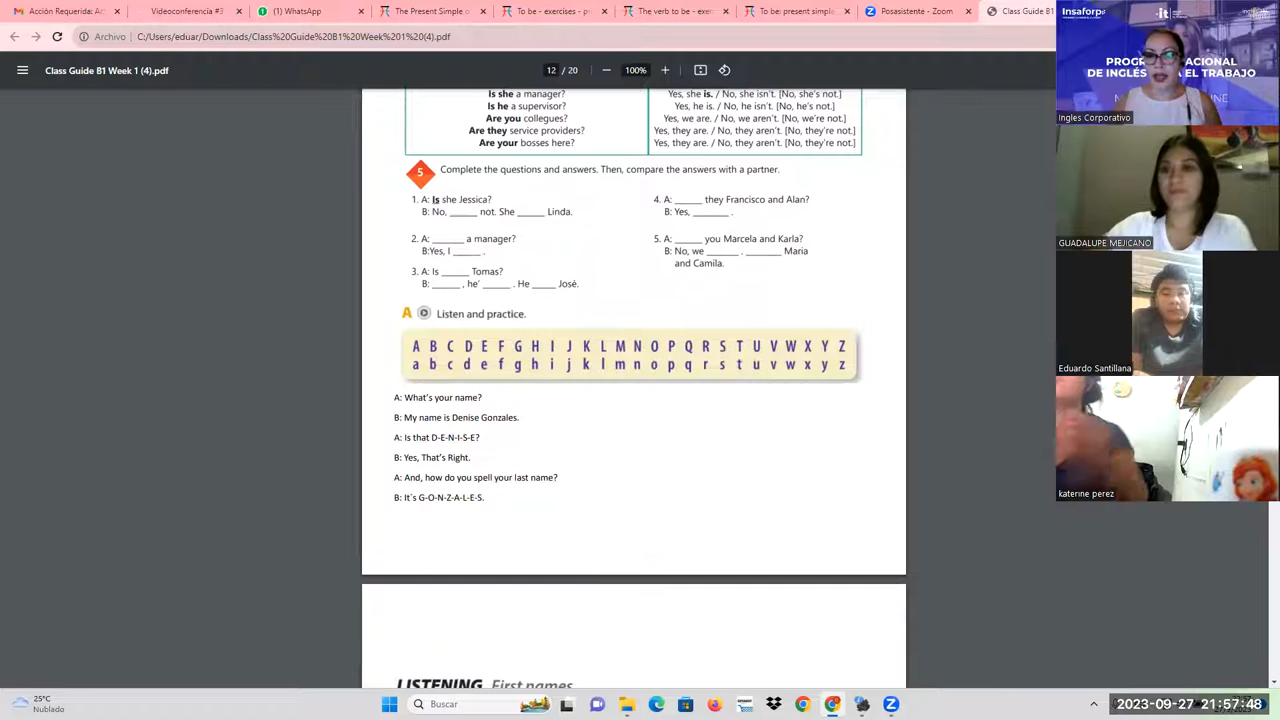 Acción Requerida: Ac
Videoconferencia #3
(1) WhatsApp
The Present Simple o
To be - exercises - pr
The verb to be - exer
To be: present simple
Posasistente - Zoom
Class Guide B1
Archivo C:/Users/eduar/Downloads/Class%20Guide%20B1%20Week%201%20(4).pdf
Class Guide B1 Week 1 (4).pdf
12 / 20
100%
Is she a manager? Yes, she is. / No, she isn't. [No, she's not.]
Is he a supervisor? Yes, he is. / No, he isn't. [No, he's not.]
Are you collegues? Yes, we are. / No, we aren't. [No, we're not.]
Are they service providers? Yes, they are. / No, they aren't. [No, they're not.]
Are your bosses here? Yes, they are. / No, they aren't. [No, they're not.]
5 Complete the questions and answers. Then, compare the answers with a partner.
1. A: Is she Jessica?
B: No, ______ not. She ______ Linda.
2. A: _______ a manager?
B:Yes, I ______ .
3. A: Is ______ Tomas?
B: ______ , he' ______ . He _____ José.
4. A: ______ they Francisco and Alan?
B: Yes, ________ .
5. A: ______ you Marcela and Karla?
B: No, we _______ . ________ Maria
and Camila.
A Listen and practice.
A B C D E F G H I J K L M N O P Q R S T U V W X Y Z
a b c d e f g h i j k l m n o p q r s t u v w x y z
A: What's your name?
B: My name is Denise Gonzales.
A: Is that D-E-N-I-S-E?
B: Yes, That's Right.
A: And, how do you spell your last name?
B: It´s G-O-N-Z-A-L-E-S.
LISTENING First names
Insaforp
Ingles Corporativo
GUADALUPE MEJICANO
Eduardo Santillana
katerine perez
25°C
Nublado
Buscar
2023-09-27 21:57:48